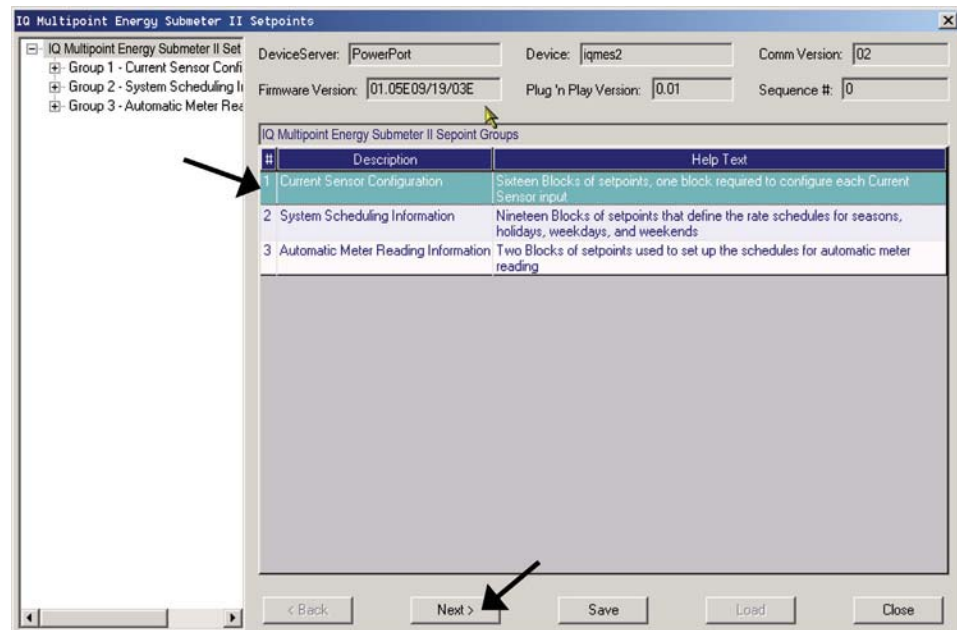 IQ Multipoint Energy Submeter II Setpoints
IQ Multipoint Energy Submeter II Set
Group 1 - Current Sensor Confi
Group 2 - System Scheduling I
Group 3 - Automatic Meter Rea
DeviceServer: PowerPort Device: iqmes2 Comm Version: 02
Firmware Version: 01.05E09/19/03E Plug 'n Play Version: 0.01 Sequence #: 0
IQ Multipoint Energy Submeter II Sepoint Groups
# Description Help Text
1 Current Sensor Configuration Sixteen Blocks of setpoints, one block required to configure each Current
Sensor input
2 System Scheduling Information Nineteen Blocks of setpoints that define the rate schedules for seasons,
holidays, weekdays, and weekends
3 Automatic Meter Reading Information Two Blocks of setpoints used to set up the schedules for automatic meter
reading
< Back Next > Save Load Close